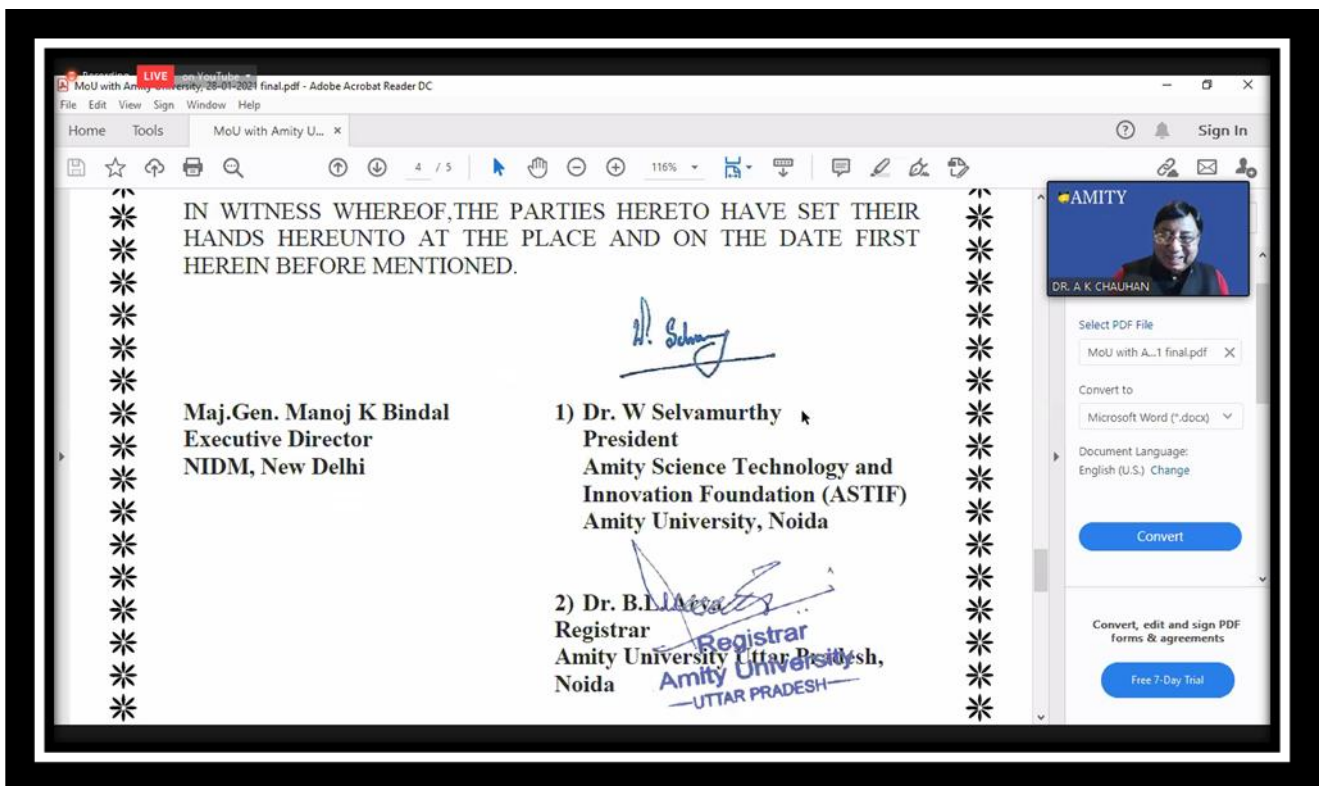 Recording LIVE on YouTube
MoU with Amity University, 28-01-2021 final.pdf - Adobe Acrobat Reader DC
File Edit View Sign Window Help
Home Tools MoU with Amity U... × Sign In
4 / 5 116%
IN WITNESS WHEREOF,THE PARTIES HERETO HAVE SET THEIR
HANDS HEREUNTO AT THE PLACE AND ON THE DATE FIRST
HEREIN BEFORE MENTIONED.
W. Selvamurthy
Maj.Gen. Manoj K Bindal
Executive Director
NIDM, New Delhi
1) Dr. W Selvamurthy
President
Amity Science Technology and
Innovation Foundation (ASTIF)
Amity University, Noida
2) Dr. B.L.
Registrar
Amity University Uttar Pradesh,
Noida
Registrar
Amity University
UTTAR PRADESH
AMITY
DR. A K CHAUHAN
Select PDF File
MoU with A...1 final.pdf X
Convert to
Microsoft Word (*.docx)
Document Language:
English (U.S.) Change
Convert
Convert, edit and sign PDF
forms & agreements
Free 7-Day Trial